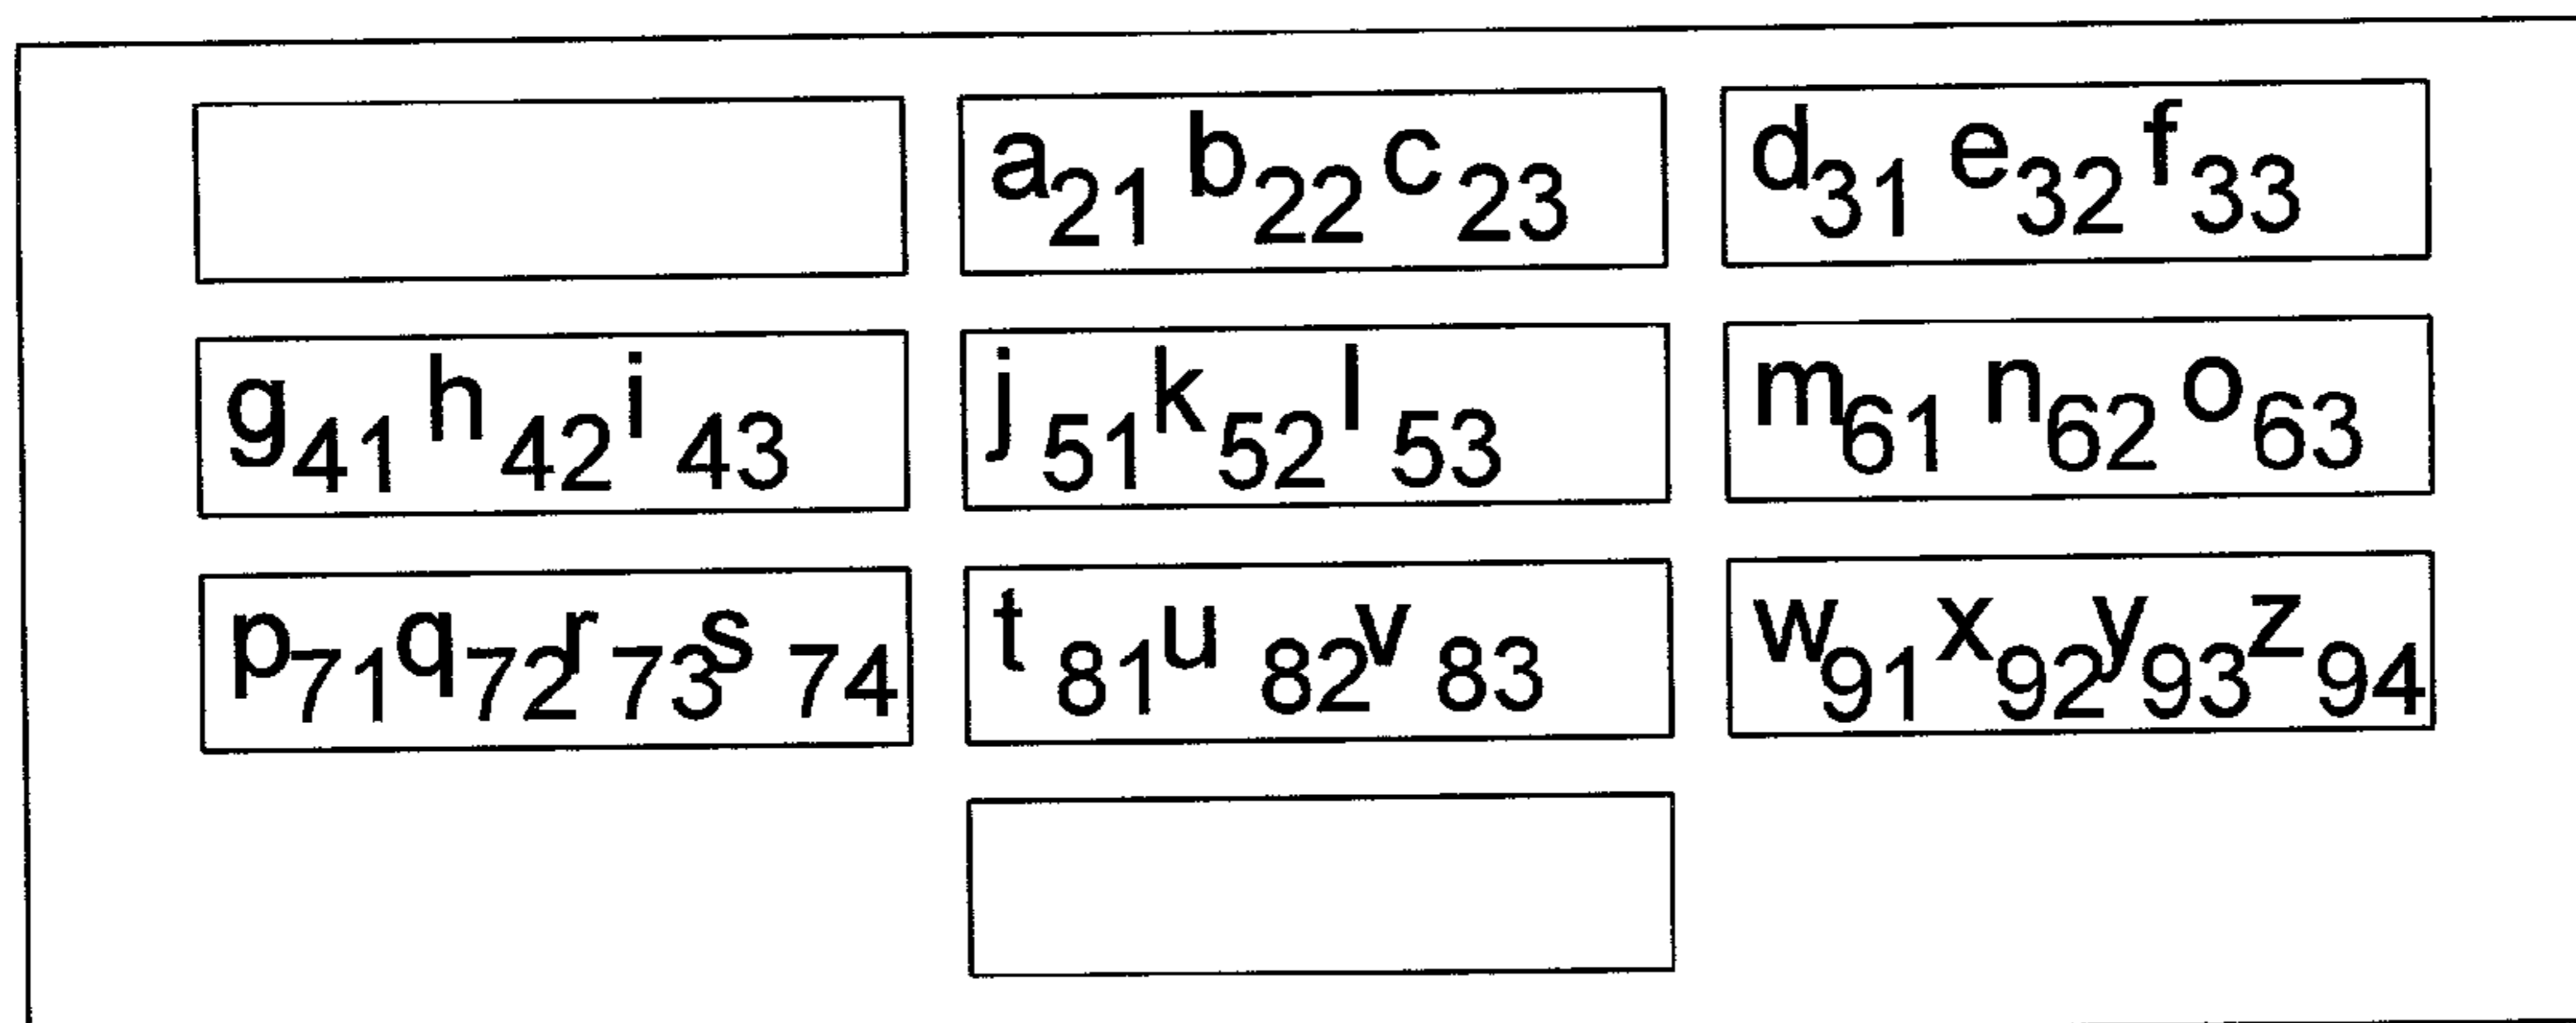 a21 b22 c23 d31 e32 f33
g41 h42 i43 j51 k52 l53 m61 n62 o63
p71 q72 r73 s74 t81 u82 v83 w91 x92 y93 z94